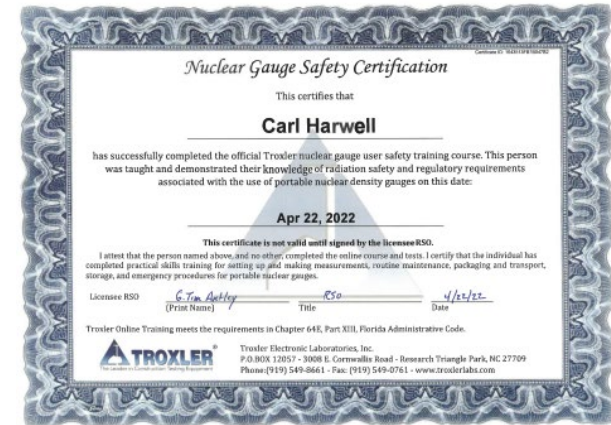 Nuclear Gauge Safety Certification
This certifies that
Carl Harwell
has successfully completed the official Troxler nuclear gauge user safety training course. This person
was taught and demonstrated their knowledge of radiation safety and regulatory requirements
associated with the use of portable nuclear density gauges on this date:
Apr 22, 2022
This certificate is not valid until signed by the licensee RSO.
I attest that the person named above, and no other, completed the online course and tests. I certify that the individual has
completed practical skills training for setting up and making measurements, routine maintenance, packaging and transport,
storage, and emergency procedures for portable nuclear gauges.
Licensee RSO G. Tim RSO 4/22/22
(Print Name) Title Date
Troxler Online Training meets the requirements in Chapter 64E, Part XIII, Florida Administrative Code.
TROXLER
The Leader in Construction Testing Equipment
Troxler Electronic Laboratories, Inc.
P.O.BOX 12057 - 3008 E. Cornwallis Road - Research Triangle Park, NC 27709
Phone:(919) 549-8661 - Fax: (919) 549-0761 - www.troxlerlabs.com